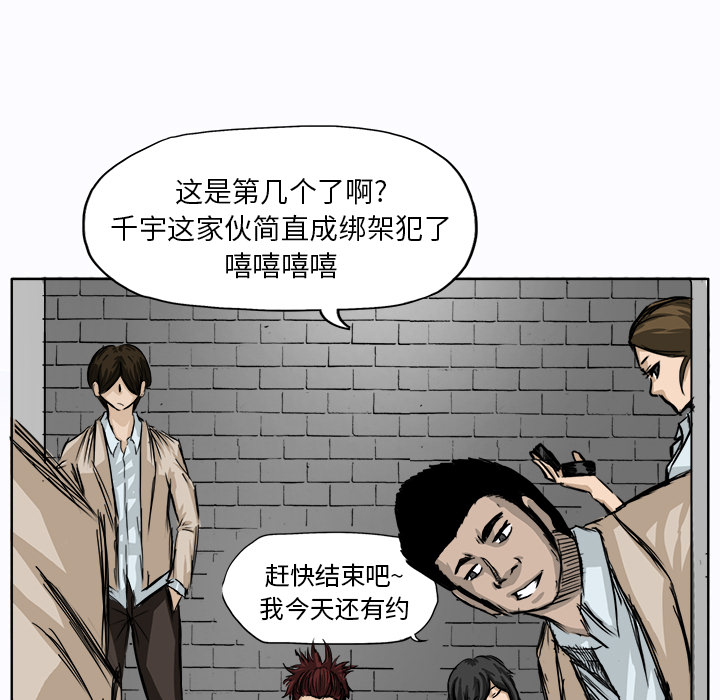 这是第几个了啊?
千宇这家伙简直成绑架犯了
嘻嘻嘻嘻
赶快结束吧~
我今天还有约